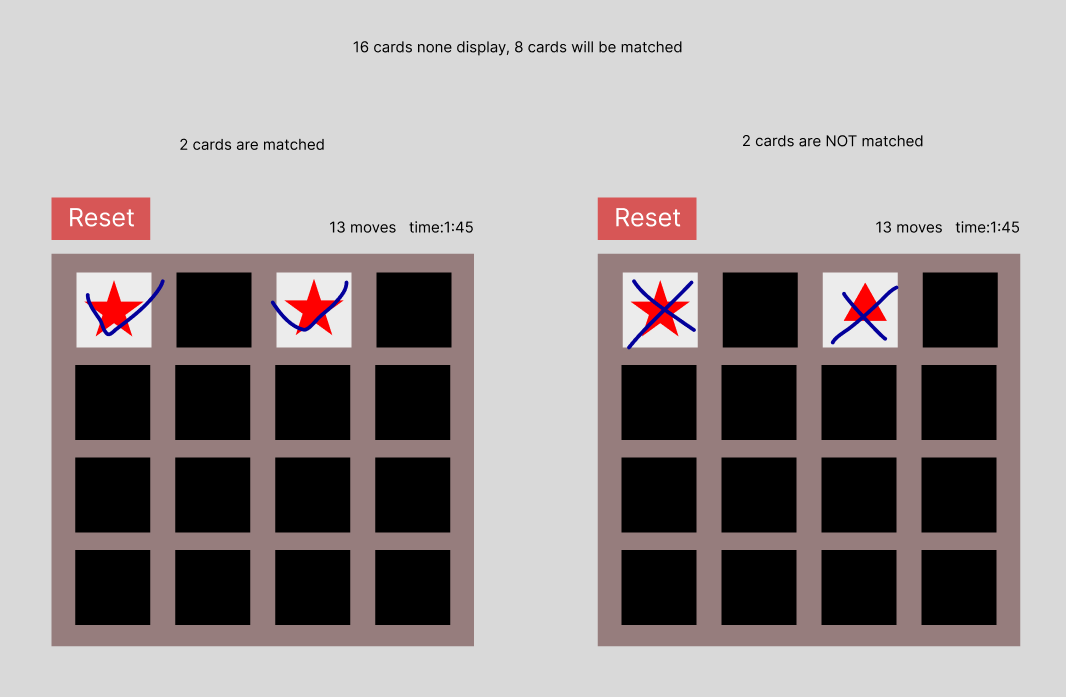 16 cards none display, 8 cards will be matched
2 cards are matched
2 cards are NOT matched
Reset
13 moves time:1:45
Reset
13 moves time:1:45